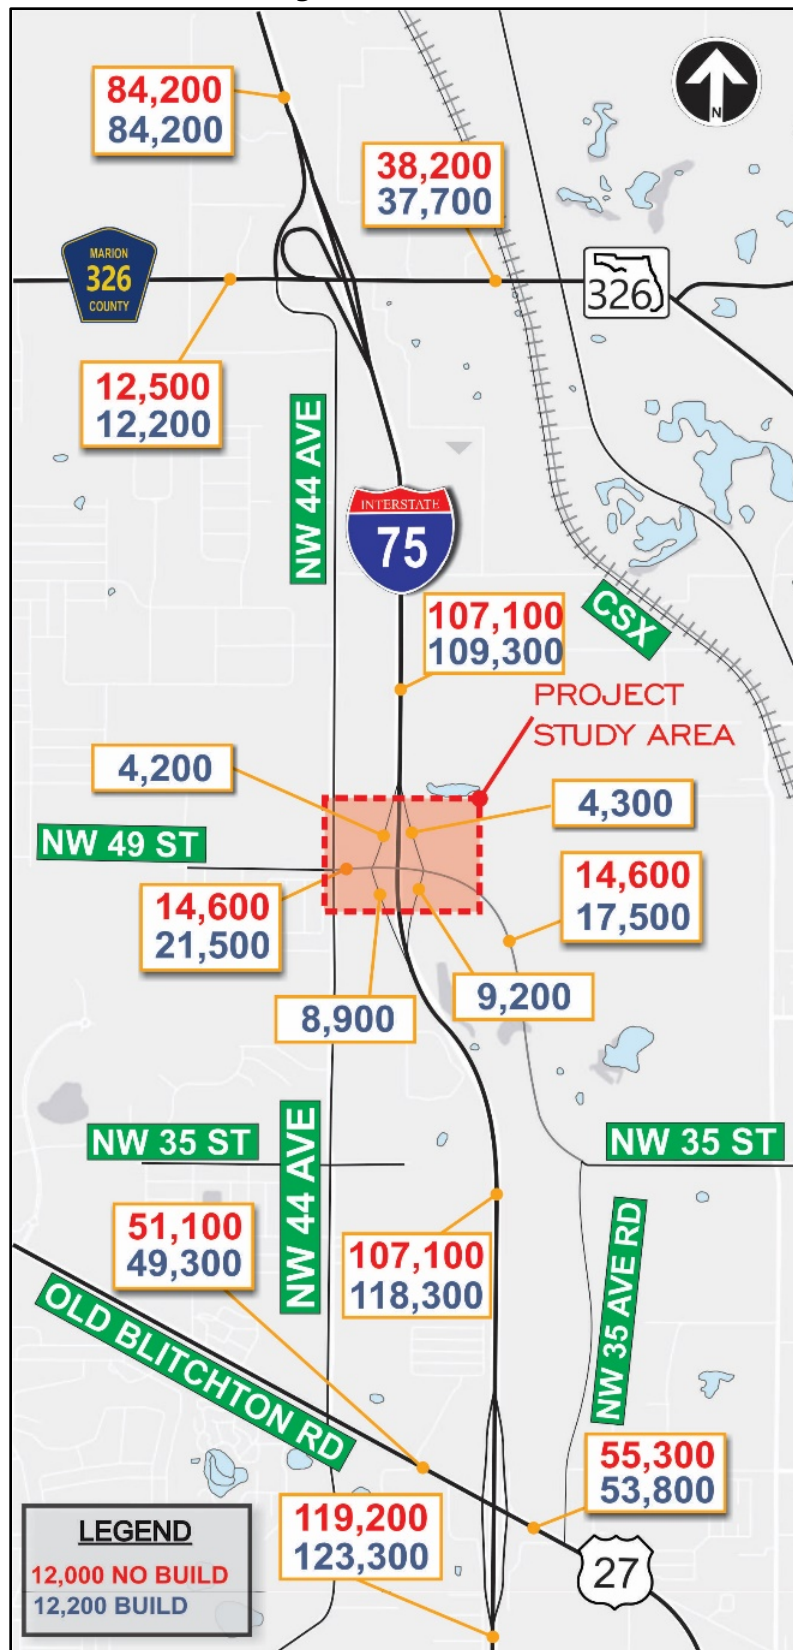 84,200
84,200
N
38,200
37,700
MARION
326
COUNTY
326
12,500
12,200
NW 44 AVE
INTERSTATE
75
CSX
107,100
109,300
PROJECT
STUDY AREA
4,200
4,300
NW 49 ST
14,600
21,500
14,600
17,500
8,900
9,200
NW 35 ST
NW 44 AVE
NW 35 ST
51,100
49,300
107,100
118,300
NW 35 AVE RD
OLD BLITCHTON RD
55,300
53,800
119,200
123,300
27
LEGEND
12,000 NO BUILD
12,200 BUILD